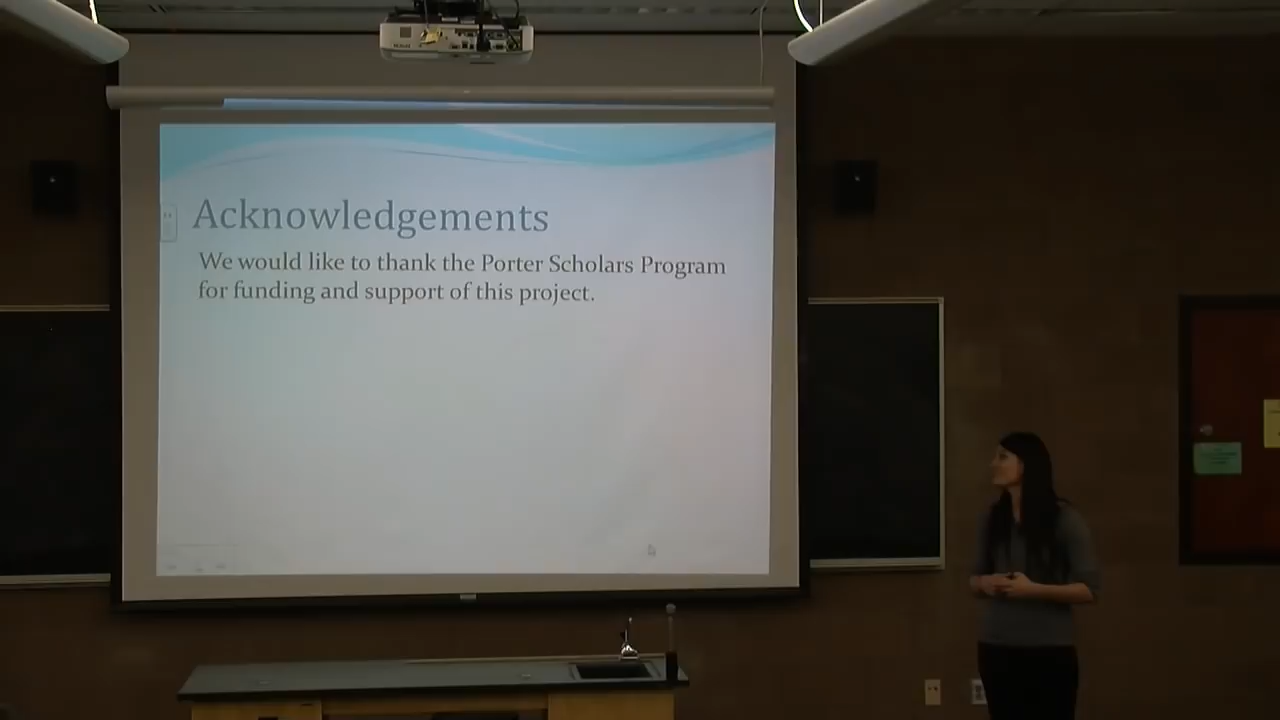 Acknowledgements
We would like to thank the Porter Scholars Program
for funding and support of this project.